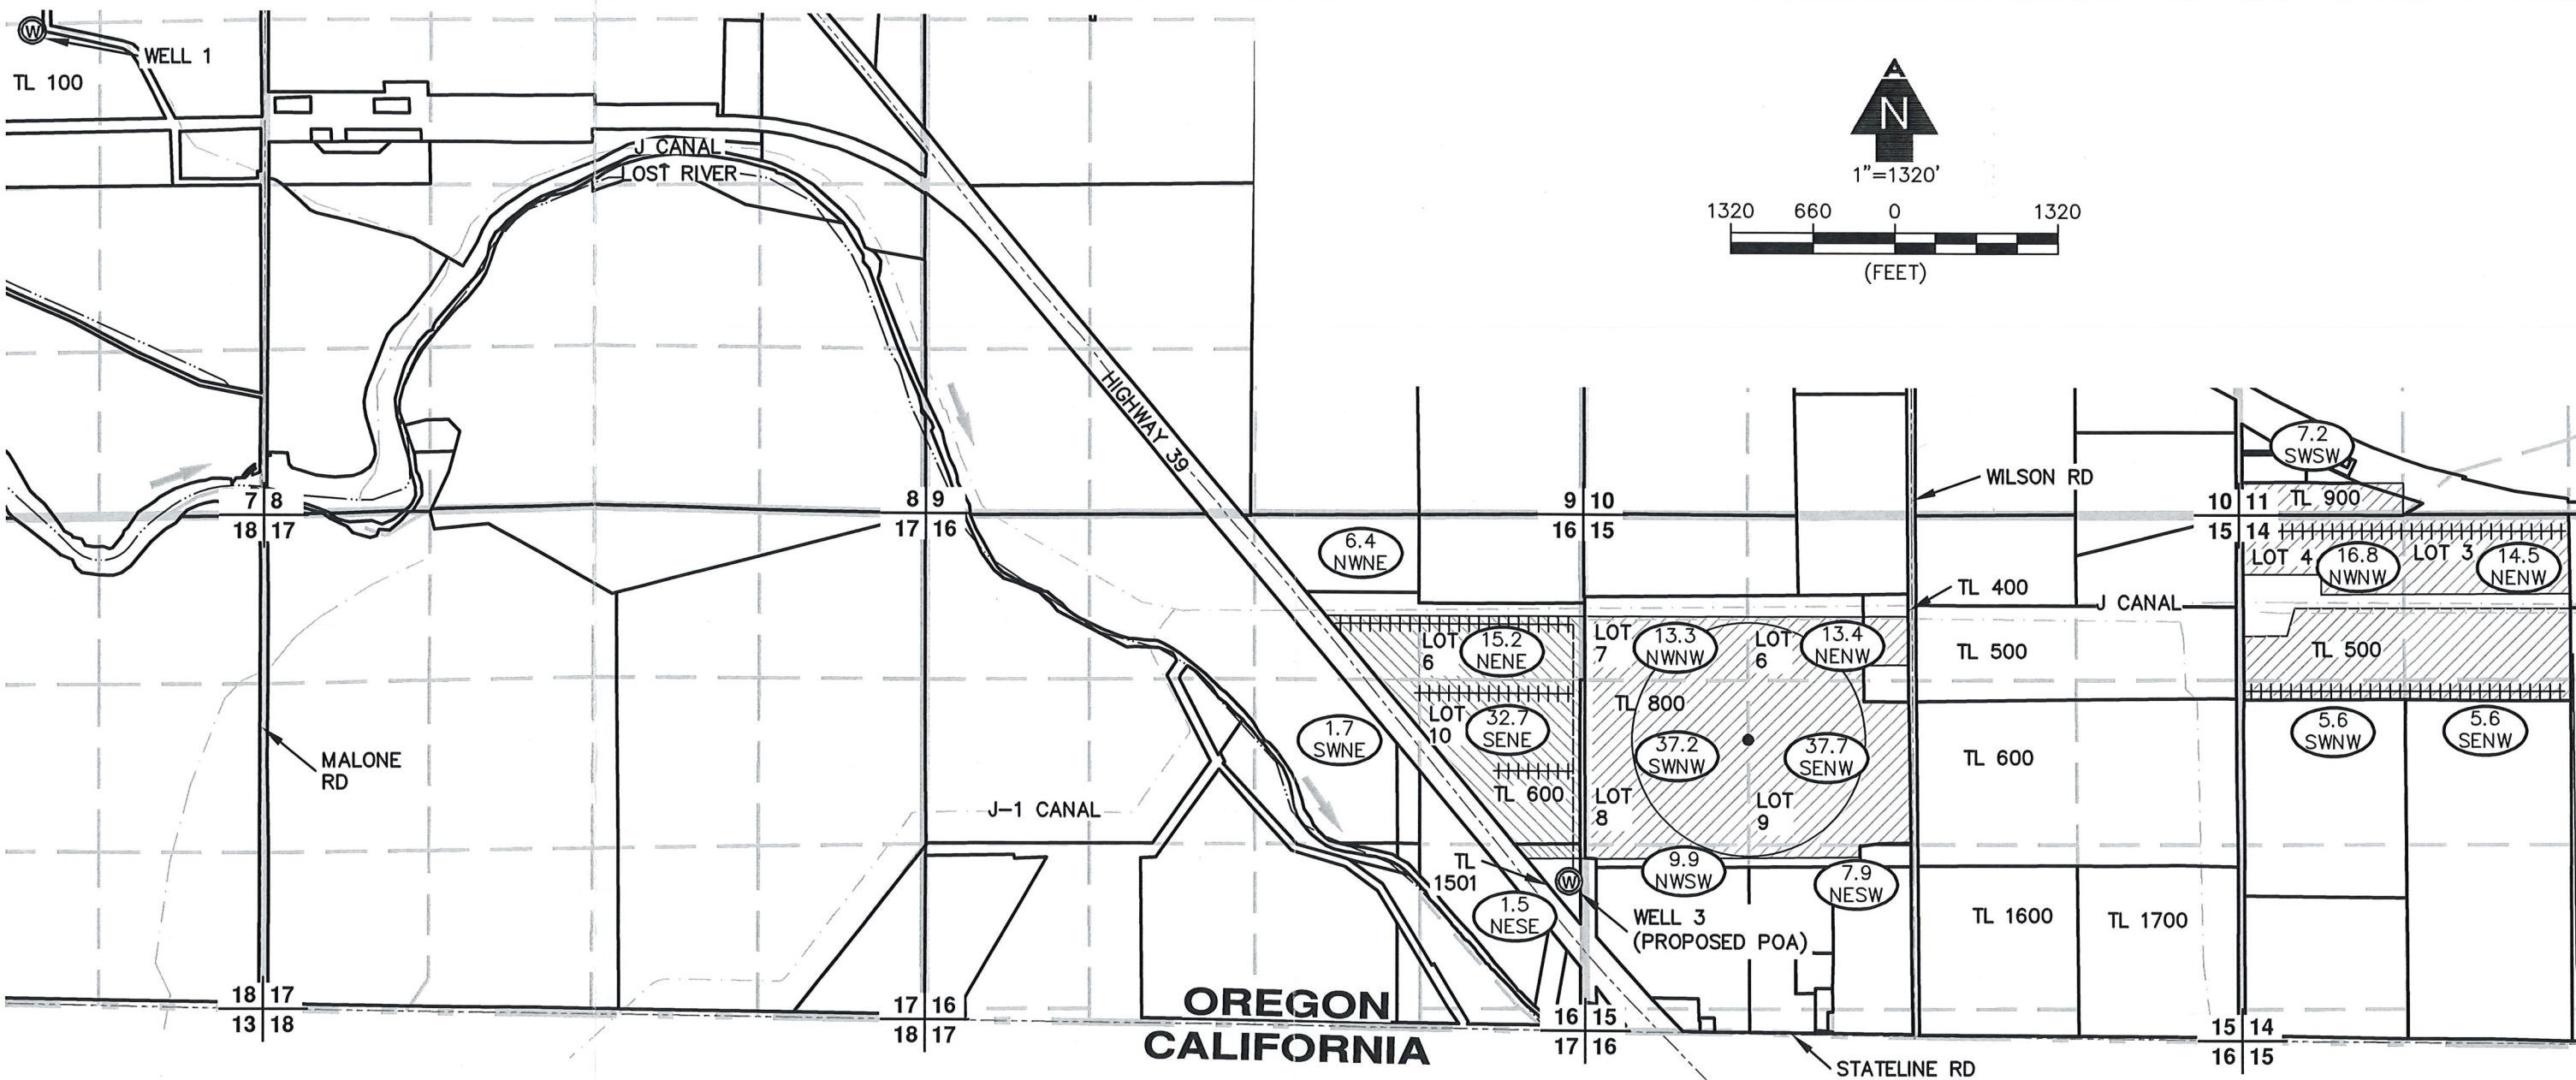 W
WELL 1
TL 100
N
1"=1320'
1320 660 0 1320
(FEET)
J CANAL
LOST RIVER
HIGHWAY 39
7.2
SWSW
WILSON RD
TL 900
7 8
18 17
8 9
17 16
9 10
16 15
10 11
15 14
6.4
NWNE
LOT 4
16.8
NWNW
LOT 3
14.5
NENW
TL 400
J CANAL
LOT
6
15.2
NENE
LOT
7
13.3
NWNW
LOT
6
13.4
NENW
TL 500
TL 500
TL 800
LOT
10
32.7
SENE
1.7
SWNE
37.2
SWNW
37.7
SENW
TL 600
5.6
SWNW
5.6
SENW
MALONE
RD
TL 600
LOT
8
LOT
9
J-1 CANAL
TL
1501
W
9.9
NWSW
7.9
NESW
1.5
NESE
WELL 3
(PROPOSED POA)
TL 1600
TL 1700
18 17
13 18
17 16
18 17
OREGON
CALIFORNIA
16 15
17 16
15 14
16 15
STATELINE RD